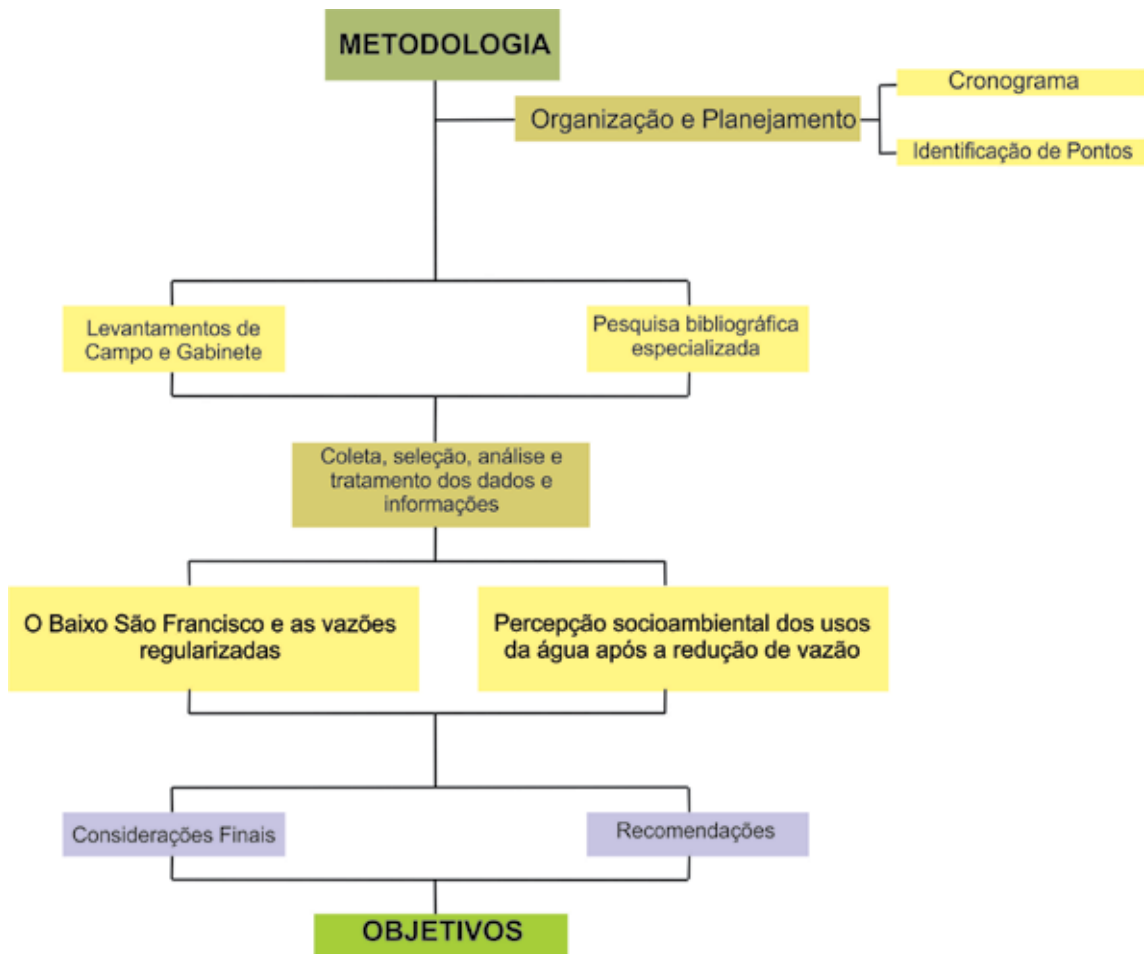 METODOLOGIA
Organização e Planejamento
Cronograma
Identificação de Pontos
Levantamentos de
Campo e Gabinete
Pesquisa bibliográfica
especializada
Coleta, seleção, análise e
tratamento dos dados e
informações
O Baixo São Francisco e as vazões
regularizadas
Percepção socioambiental dos usos
da água após a redução de vazão
Considerações Finais
Recomendações
OBJETIVOS